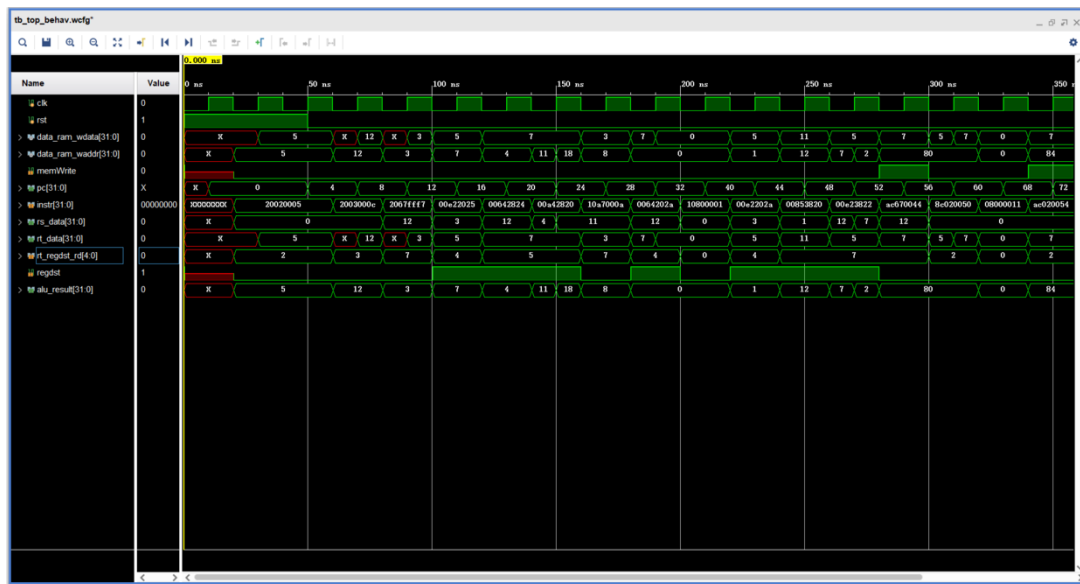 tb_top_behav.wcfg*
0.000 ns
Name Value 0 ns 50 ns 100 ns 150 ns 200 ns 250 ns 300 ns 350 n
clk 0
rst 1
data_ram_wdata[31:0] 0 X 5 X 12 X 3 5 7 3 7 0 5 11 5 7 5 7 0 7
data_ram_waddr[31:0] 0 X 5 12 3 7 4 11 18 8 0 1 12 7 2 80 0 84
memWrite 0
pc[31:0] X X 0 4 8 12 16 20 24 28 32 40 44 48 52 56 60 68 72
instr[31:0] 00000000 XXXXXXXX 20020005 2003000c 2067fff7 00e22025 00642824 00a42820 10a7000a 0064202a 10800001 00e2202a 00853820 00e23822 ac670044 8c020050 08000011 ac020054
rs_data[31:0] 0 X 0 12 3 12 4 11 12 0 3 1 12 7 12 0
rt_data[31:0] 0 X 5 X 12 X 3 5 7 3 7 0 5 11 5 7 5 7 0 7
rt_regdst_rd[4:0] 0 X 2 3 7 4 5 7 4 0 4 7 2 0 2
regdst 1
alu_result[31:0] 0 X 5 12 3 7 4 11 18 8 0 1 12 7 2 80 0 84